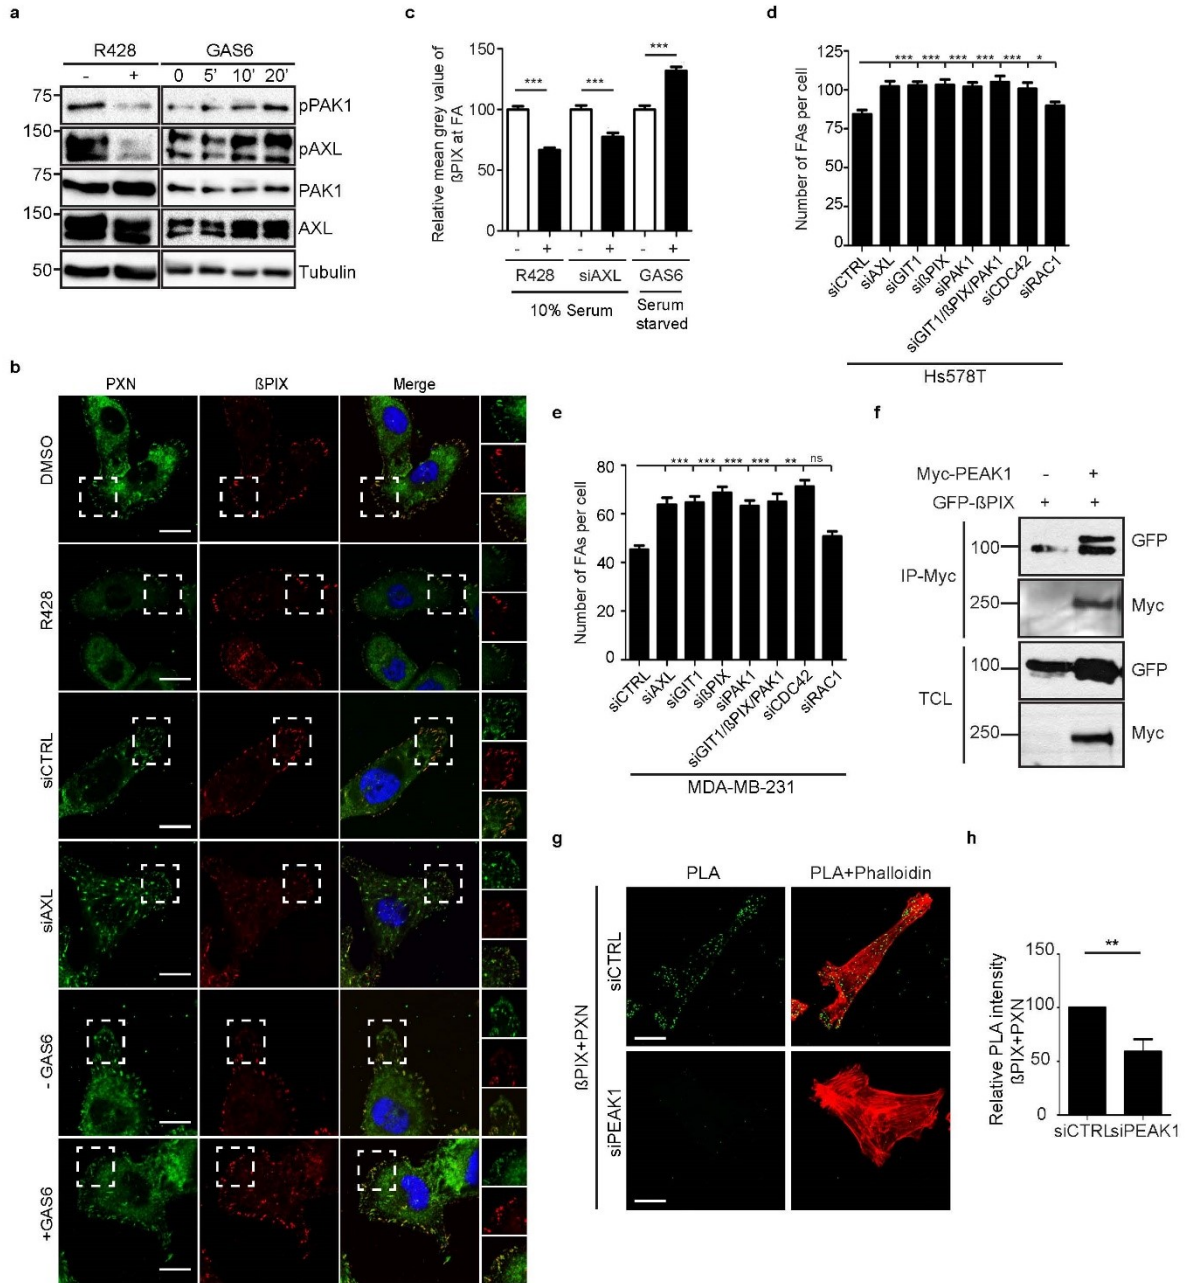 a
R428 GAS6
- + 0 5' 10' 20'
75 pPAK1
150 pAXL
75 PAK1
150 AXL
50 Tubulin
c
Relative mean grey value of
ßPIX at FA
150
100
50
0
*** *** ***
- + - + - +
R428 siAXL GAS6
10% Serum Serum
starved
d
Number of FAs per cell
125
100
75
50
25
0
*** *** *** *** *** *
siCTRL siAXL siGIT1 sißPIX siPAK1 siGIT1/ßPIX/PAK1 siCDC42 siRAC1
Hs578T
b
PXN ßPIX Merge
DMSO
R428
siCTRL
siAXL
- GAS6
+GAS6
e
Number of FAs per cell
80
60
40
20
0
*** *** *** *** ** ns
siCTRL siAXL siGIT1 sißPIX siPAK1 siGIT1/ßPIX/PAK1 siCDC42 siRAC1
MDA-MB-231
f
Myc-PEAK1 - +
GFP-ßPIX + +
IP-Myc
100 GFP
250 Myc
TCL
100 GFP
250 Myc
g
PLA PLA+Phalloidin
ßPIX+PXN
siCTRL
siPEAK1
h
Relative PLA intensity
ßPIX+PXN
150
100
50
0
**
siCTRL siPEAK1